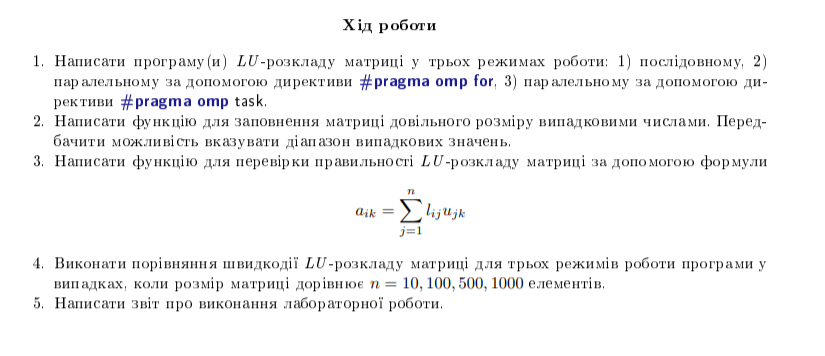 Хід роботи
1. Написати програму(и) LU-розкладу матриці у трьох режимах роботи: 1) послідовному, 2)
паралельному за допомогою директиви #pragma omp for, 3) паралельному за допомогою ди-
рективи #pragma omp task.
2. Написати функцію для заповнення матриці довільного розміру випадковими числами. Перед-
бачити можливість вказувати діапазон випадкових значень.
3. Написати функцію для перевірки правильності LU-розкладу матриці за допомогою формули
a_{ik} = \sum_{j=1}^{n} l_{ij} u_{jk}
4. Виконати порівняння швидкодії LU-розкладу матриці для трьох режимів роботи програми у
випадках, коли розмір матриці дорівнює n = 10, 100, 500, 1000 елементів.
5. Написати звіт про виконання лабораторної роботи.